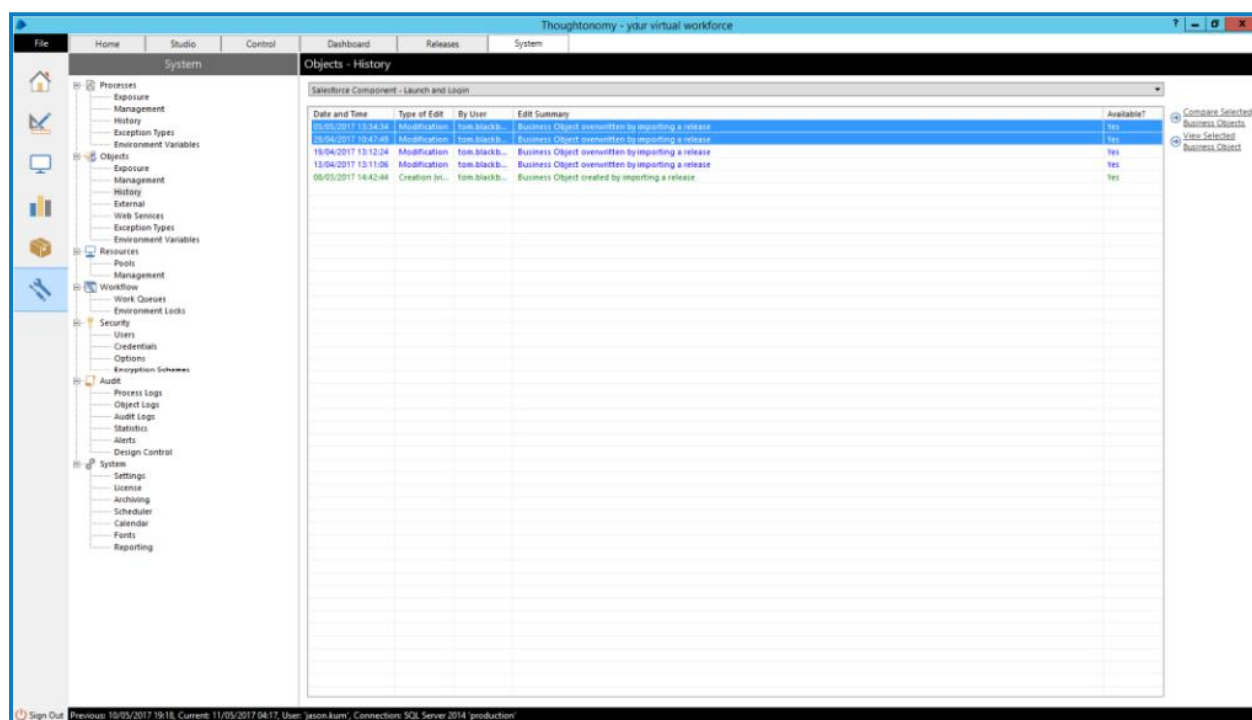 Thoughtonomy - your virtual workforce
?
File Home Studio Control Dashboard Releases System
System
Objects - History
Processes
Exposure
Management
History
Exception Types
Environment Variables
Objects
Exposure
Management
History
External
Web Services
Exception Types
Environment Variables
Resources
Pools
Management
Workflow
Work Queues
Environment Locks
Security
Users
Credentials
Options
Encryption Schemes
Audit
Process Logs
Object Logs
Audit Logs
Statistics
Alerts
Design Control
System
Settings
License
Archiving
Scheduler
Calendar
Fonts
Reporting
Salesforce Component - Launch and Login
Date and Time Type of Edit By User Edit Summary Available?
05/05/2017 13:34:34 Modification tom.blackb... Business Object overwritten by importing a release Yes
28/04/2017 10:47:49 Modification tom.blackb... Business Object overwritten by importing a release Yes
19/04/2017 13:12:24 Modification tom.blackb... Business Object overwritten by importing a release Yes
13/04/2017 13:11:06 Modification tom.blackb... Business Object overwritten by importing a release Yes
08/03/2017 14:42:44 Creation (vi... tom.blackb... Business Object created by importing a release Yes
Compare Selected
Business Objects
View Selected
Business Object
Sign Out Previous: 10/05/2017 19:18, Current: 11/05/2017 04:17, User: 'jason.kum', Connection: SQL Server 2014 'production'